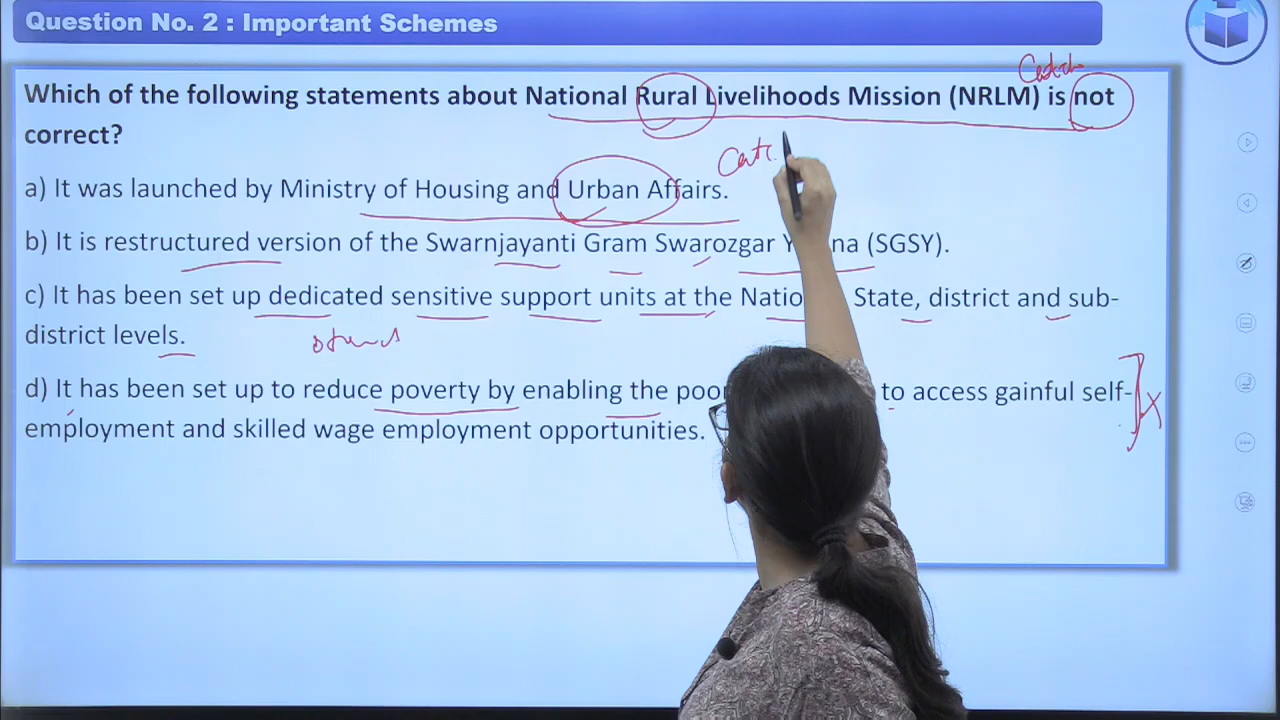 Question No. 2 : Important Schemes
Catch
Which of the following statements about National Rural Livelihoods Mission (NRLM) is not
correct?
Catc
a) It was launched by Ministry of Housing and Urban Affairs.
b) It is restructured version of the Swarnjayanti Gram Swarozgar Y na (SGSY).
c) It has been set up dedicated sensitive support units at the Natio State, district and sub-
district levels.
d) It has been set up to reduce poverty by enabling the poor to access gainful self-
employment and skilled wage employment opportunities.
X